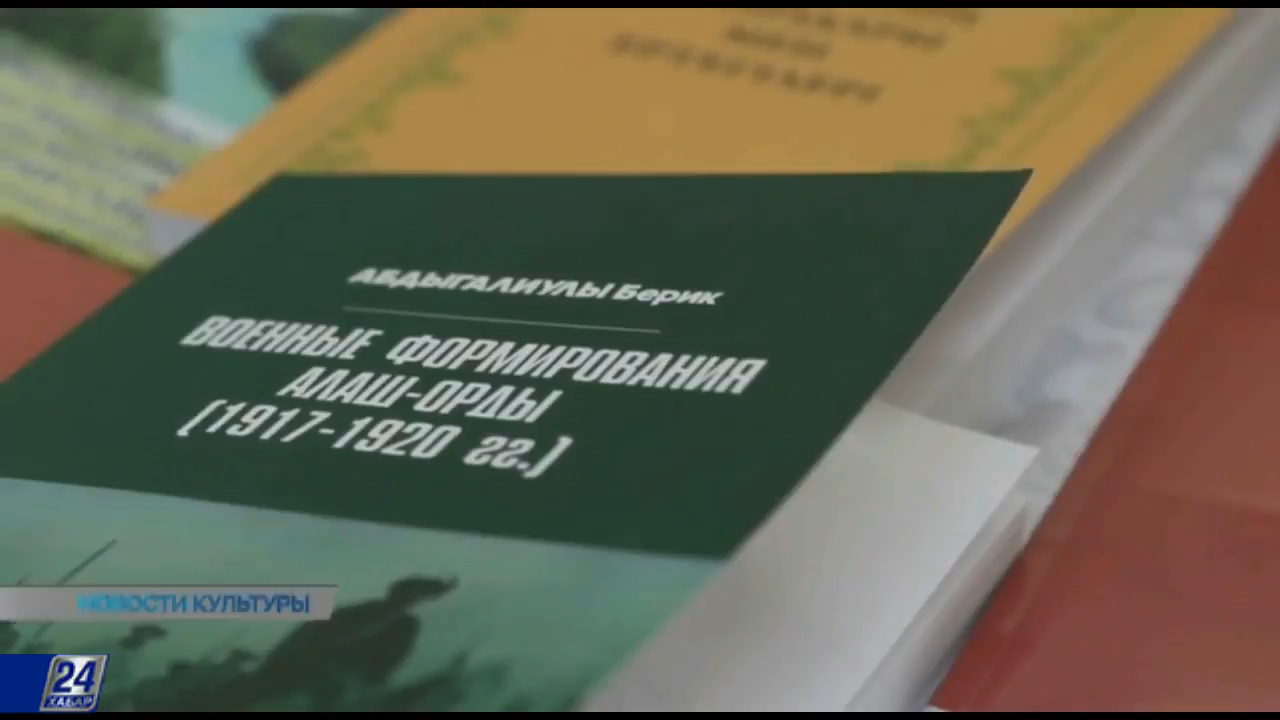 АБДЫГАЛИУЛЫ Берик
ВОЕННЫЕ ФОРМИРОВАНИЯ
АЛАШ-ОРДЫ
(1917-1920 гг.)
НОВОСТИ КУЛЬТУРЫ
24
ХАБАР